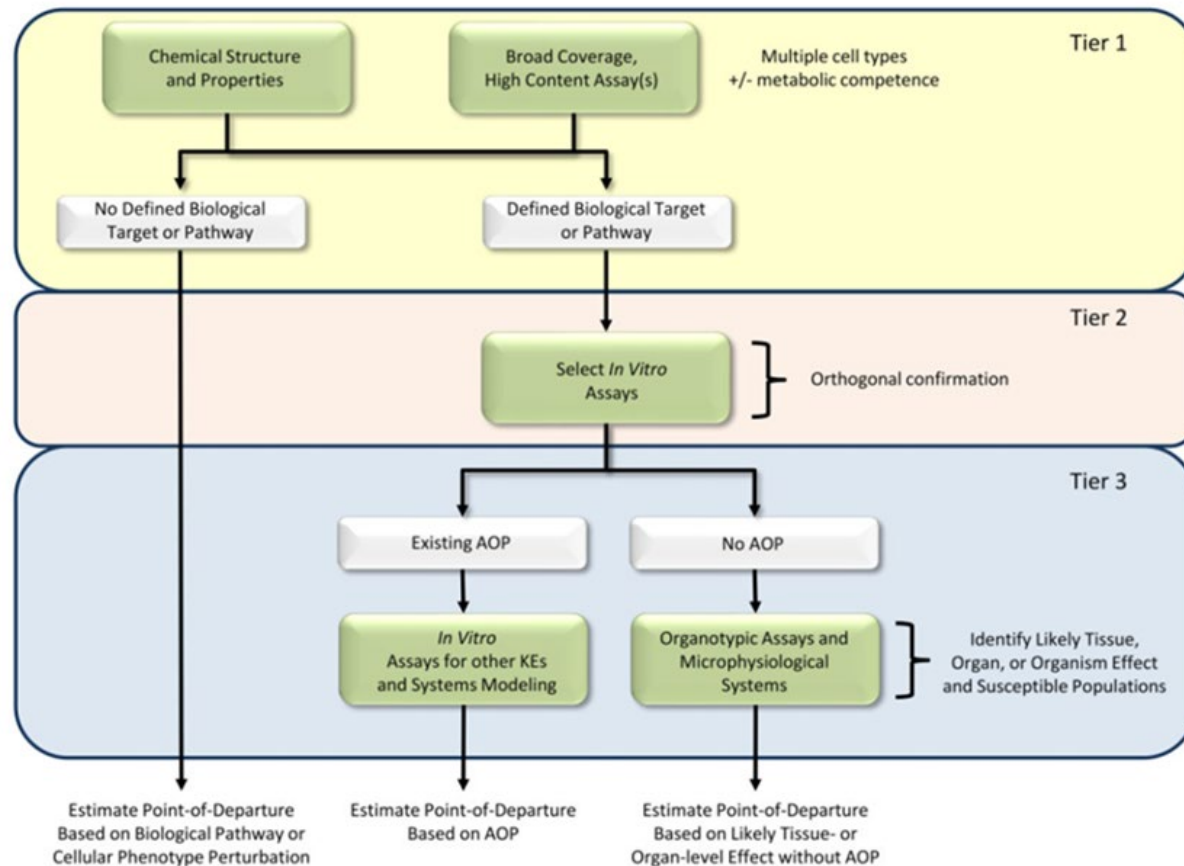 Tier 1
Chemical Structure
and Properties
Broad Coverage,
High Content Assay(s)
Multiple cell types
+/- metabolic competence
No Defined Biological
Target or Pathway
Defined Biological Target
or Pathway
Tier 2
Select In Vitro
Assays
Orthogonal confirmation
Tier 3
Existing AOP
No AOP
In Vitro
Assays for other KEs
and Systems Modeling
Organotypic Assays and
Microphysiological
Systems
Identify Likely Tissue,
Organ, or Organism Effect
and Susceptible Populations
Estimate Point-of-Departure
Based on Biological Pathway or
Cellular Phenotype Perturbation
Estimate Point-of-Departure
Based on AOP
Estimate Point-of-Departure
Based on Likely Tissue- or
Organ-level Effect without AOP